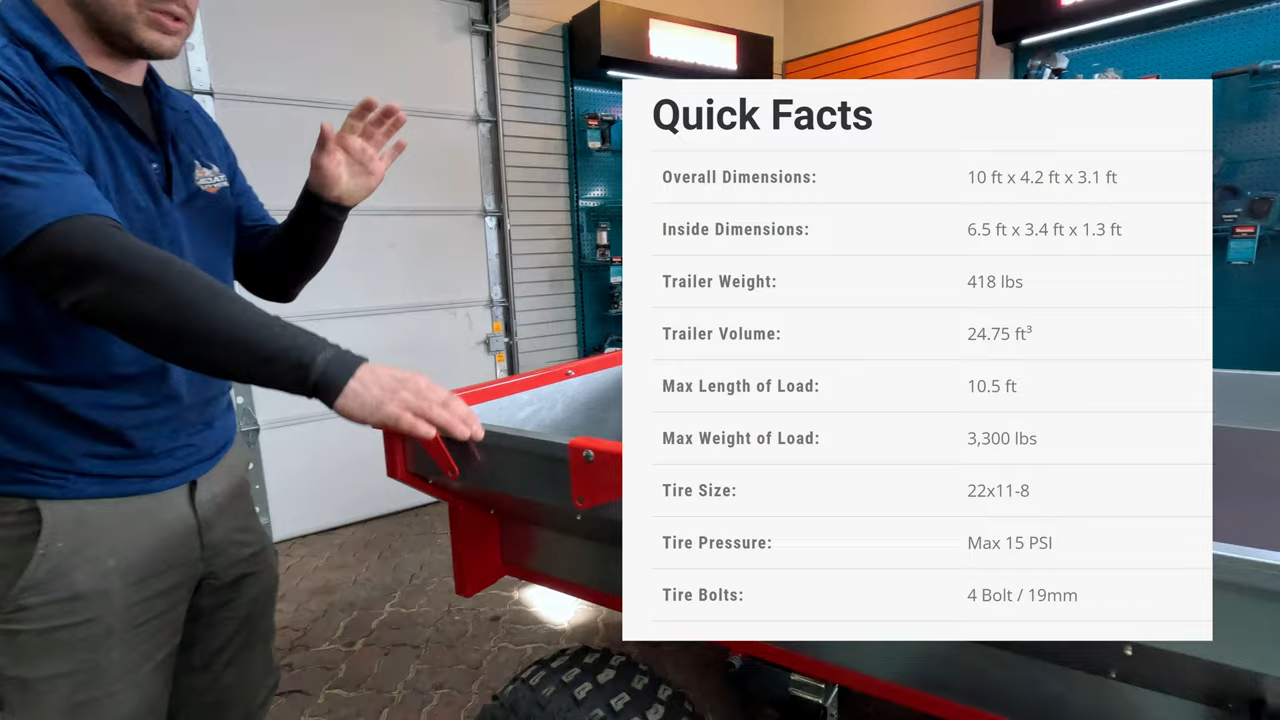 Quick Facts
Overall Dimensions: 10 ft x 4.2 ft x 3.1 ft
Inside Dimensions: 6.5 ft x 3.4 ft x 1.3 ft
Trailer Weight: 418 lbs
Trailer Volume: 24.75 ft³
Max Length of Load: 10.5 ft
Max Weight of Load: 3,300 lbs
Tire Size: 22x11-8
Tire Pressure: Max 15 PSI
Tire Bolts: 4 Bolt / 19mm